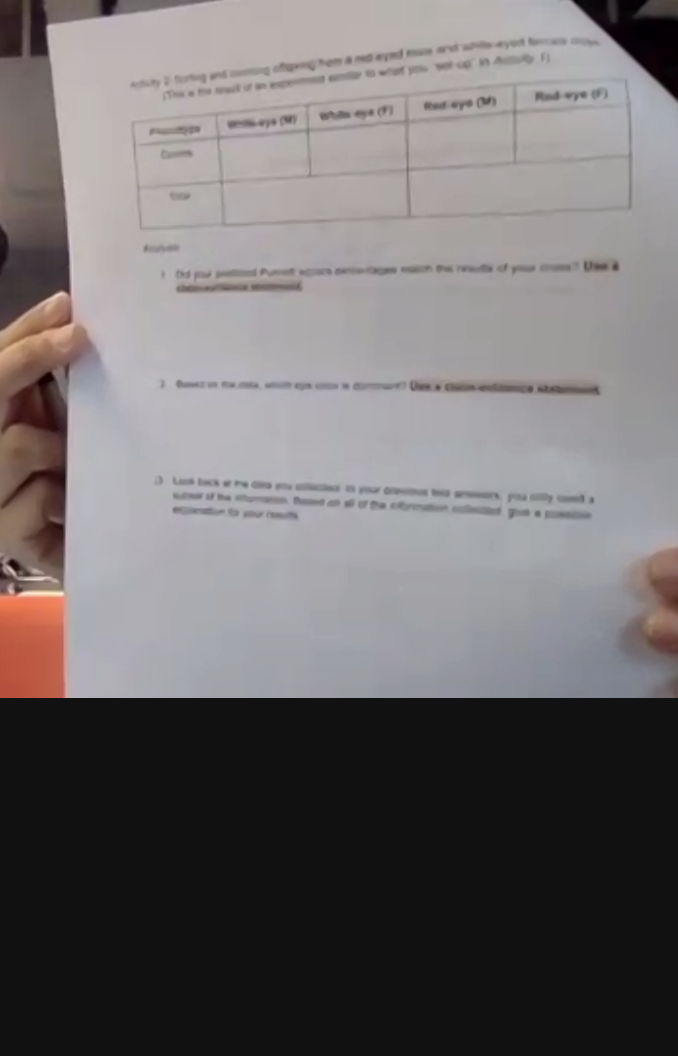 Activity 2: Sorting and counting offspring from a red-eyed male and white-eyed female cross.
(This is the result of an experiment similar to what you "set up" in Activity 1)
Phenotype White-eye (M) White-eye (F) Red-eye (M) Red-eye (F)
Counts
Total
Analysis
1. Did your predicted Punnett square percentages match the results of your cross? Use a
claim-evidence statement.
2. Based on the data, which eye color is dominant? Use a claim-evidence statement.
3. Look back at the data you collected. In your previous two answers, you only used a
subset of the information. Based on all of the information collected, give a possible
explanation for your results.